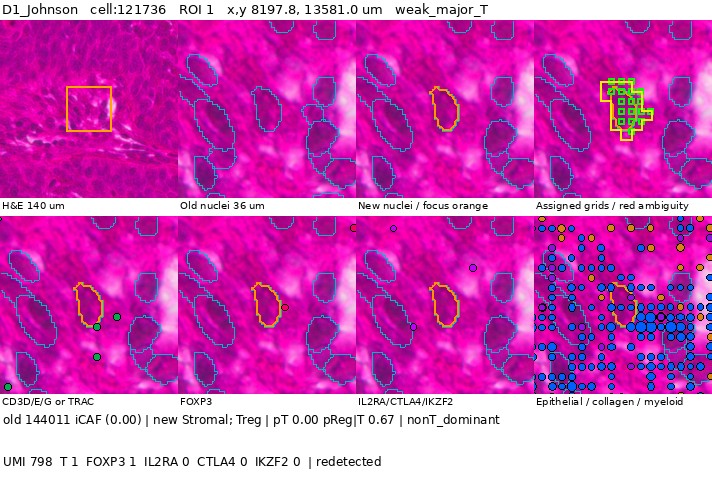 D1_Johnson   cell:121736   ROI 1   x,y 8197.8, 13581.0 um   weak_major_T
H&E 140 um
Old nuclei 36 um
New nuclei / focus orange
Assigned grids / red ambiguity
CD3D/E/G or TRAC
FOXP3
IL2RA/CTLA4/IKZF2
Epithelial / collagen / myeloid
old 144011 iCAF (0.00) | new Stromal; Treg | pT 0.00 pReg|T 0.67 | nonT_dominant
UMI 798  T 1  FOXP3 1  IL2RA 0  CTLA4 0  IKZF2 0  | redetected